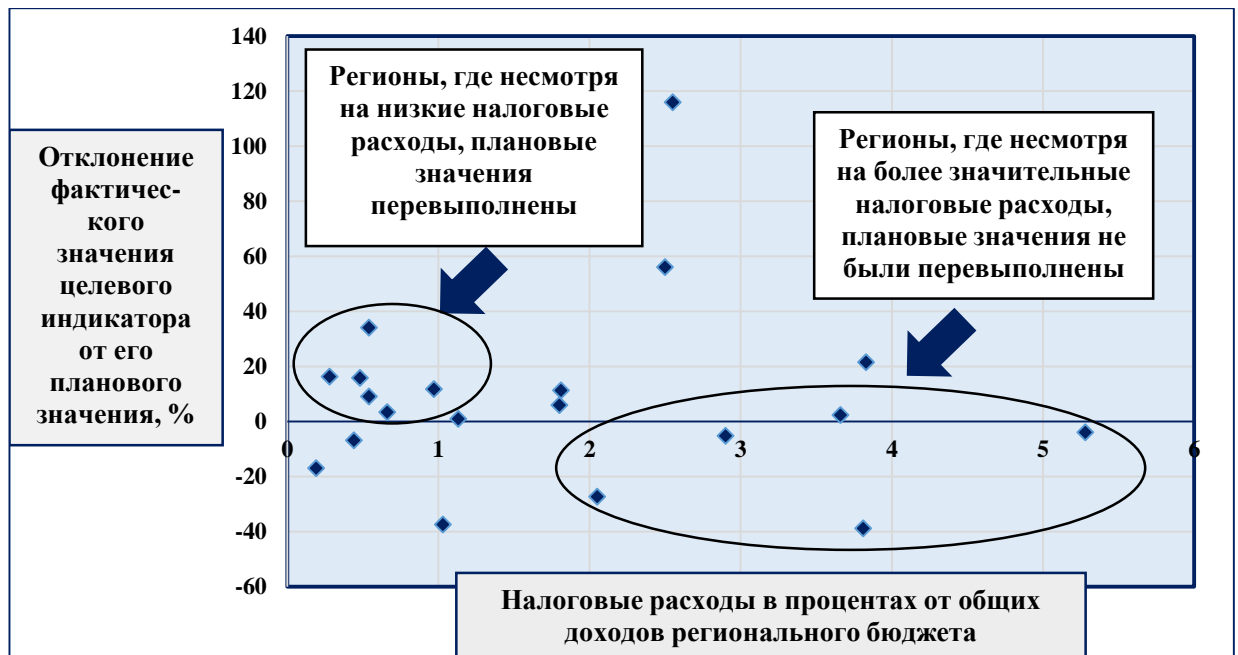 140
120
100
80
60
40
20
0
-20
-40
-60
Отклонение
фактичес-
кого
значения
целевого
индикатора
от его
планового
значения, %
Регионы, где несмотря
на низкие налоговые
расходы, плановые
значения
перевыполнены
Регионы, где несмотря
на более значительные
налоговые расходы,
плановые значения не
были перевыполнены
0 1 2 3 4 5 6
Налоговые расходы в процентах от общих
доходов регионального бюджета